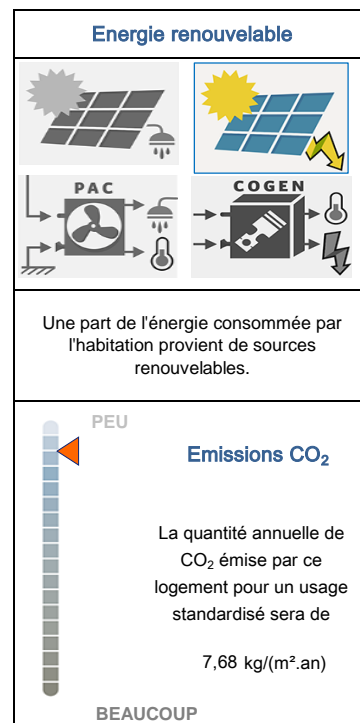 Energie renouvelable
PAC
COGEN
Une part de l'énergie consommée par
l'habitation provient de sources
renouvelables.
PEU
Emissions CO₂
La quantité annuelle de
CO₂ émise par ce
logement pour un usage
standardisé sera de
7,68 kg/(m².an)
BEAUCOUP